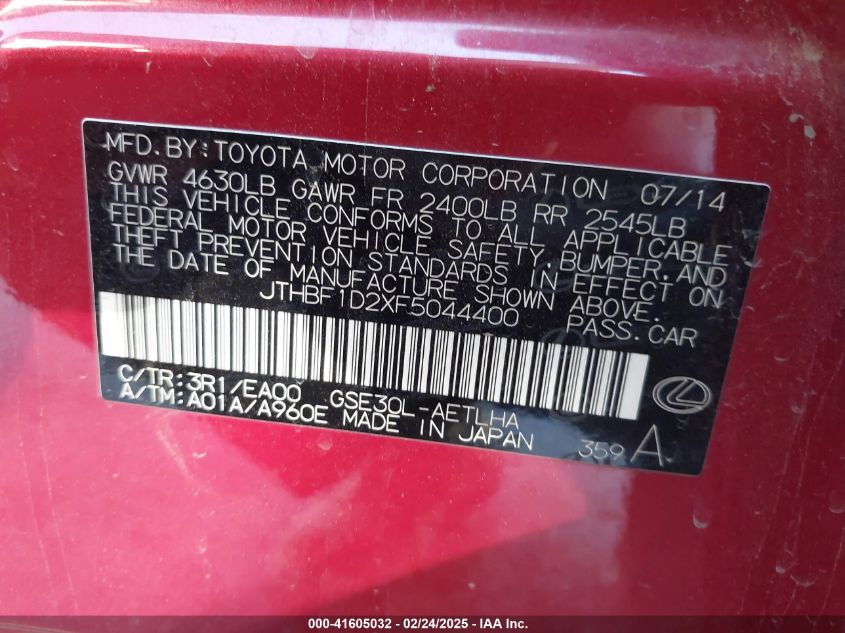 MFD.BY:TOYOTA MOTOR CORPORATION 07/14
GVWR 4630LB GAWR FR 2400LB RR 2545LB
THIS VEHICLE CONFORMS TO ALL APPLICABLE
FEDERAL MOTOR VEHICLE SAFETY,BUMPER,AND
THEFT PREVENTION STANDARDS IN EFFECT ON
THE DATE OF MANUFACTURE SHOWN ABOVE.
JTHBF1D2XF5044400 PASS.CAR
C/TR:3R1/EA00 GSE30L-AETLHA
A/TM:A01A/A960E MADE IN JAPAN 359 A
000-41605032 - 02/24/2025 - IAA Inc.